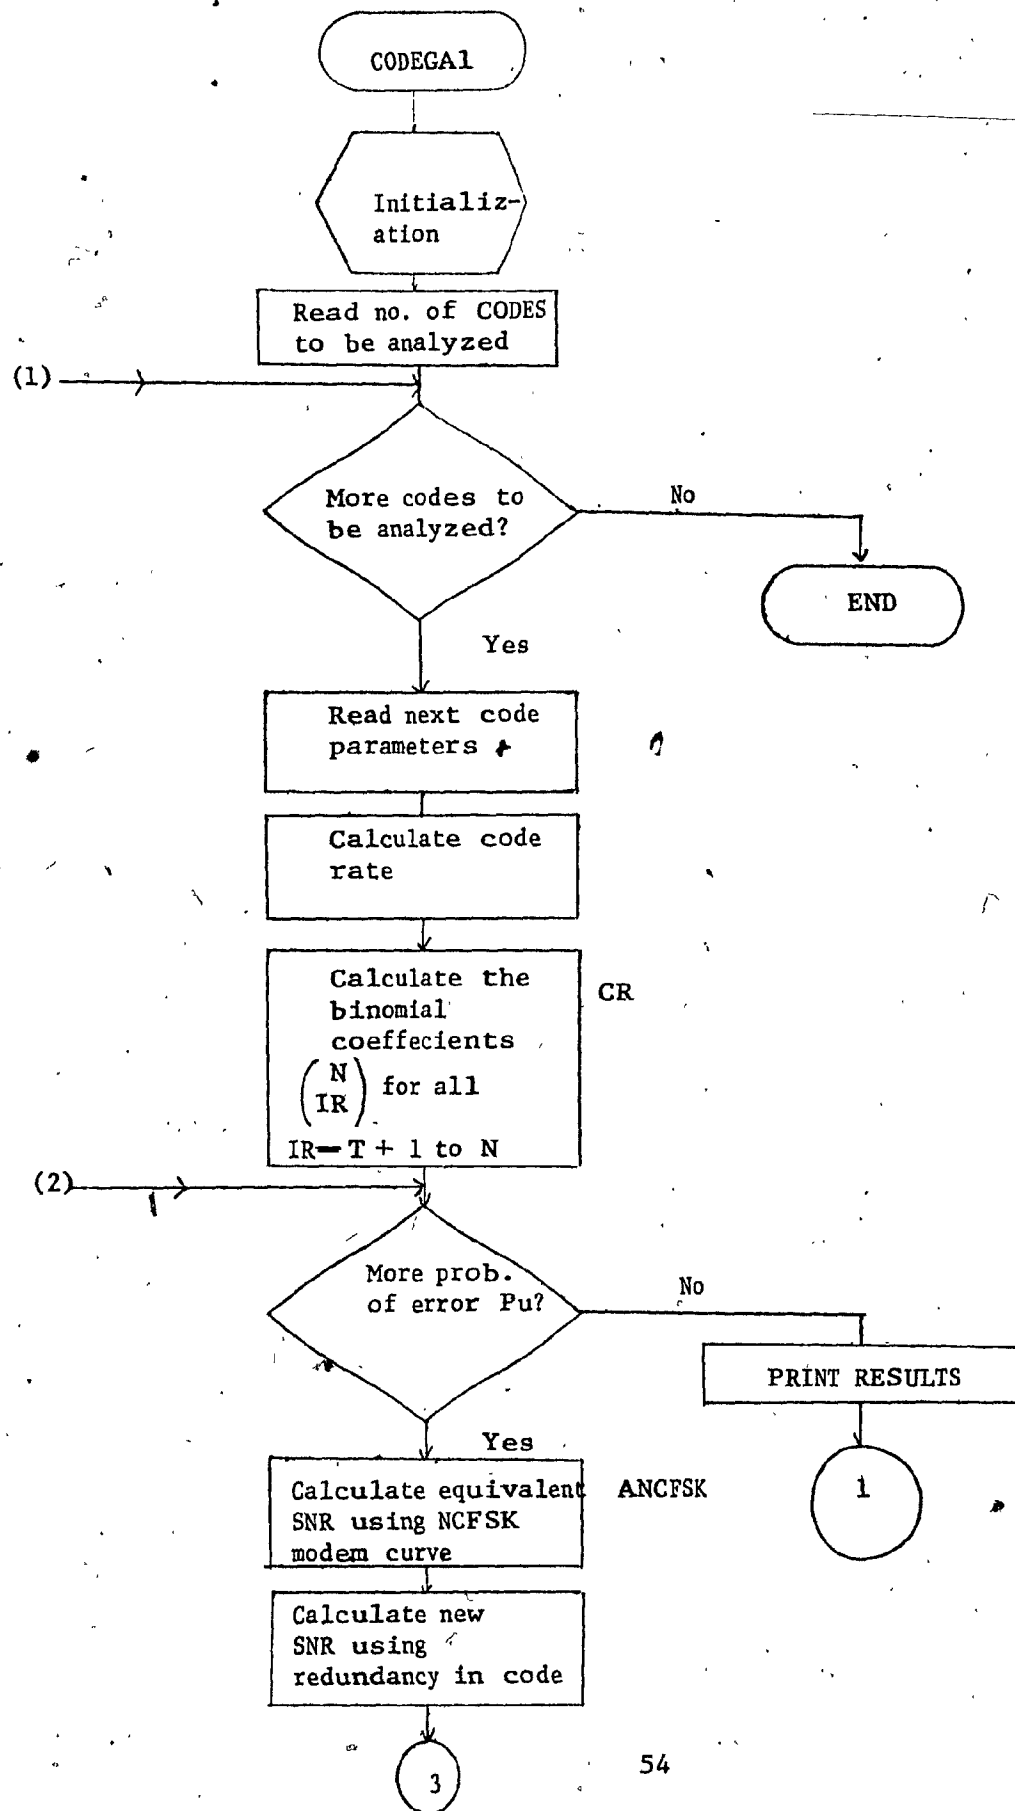 CODEGA1
Initializ-
ation
Read no. of CODES
to be analyzed
(1)
More codes to
be analyzed?
No
END
Yes
Read next code
parameters
Calculate code
rate
Calculate the
binomial
coeffecients
CR
(N
IR) for all
IR=T + 1 to N
(2)
More prob.
of error Pu?
No
PRINT RESULTS
1
Yes
Calculate equivalent
SNR using NCFSK
modem curve
ANCFSK
Calculate new
SNR using
redundancy in code
3
54